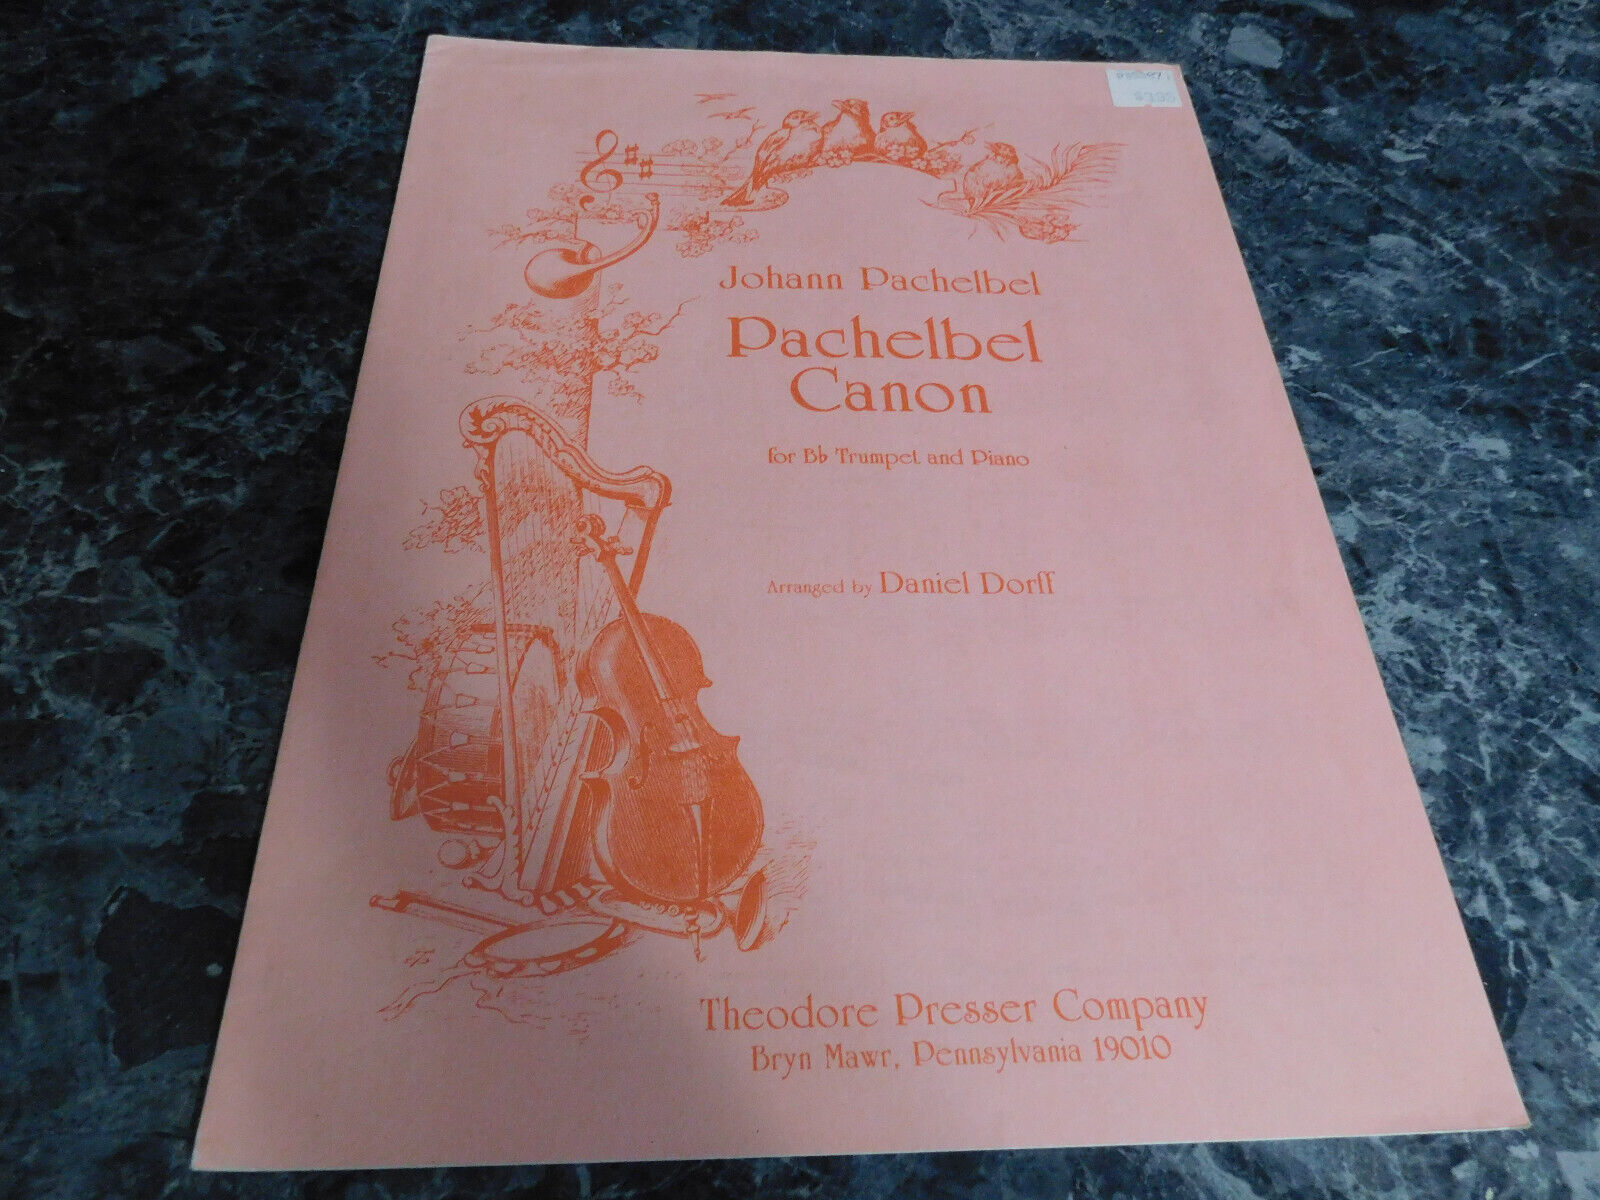 Johann Pachelbel
Pachelbel
Canon
for B♭ Trumpet and Piano
Arranged by Daniel Dorff
Theodore Presser Company
Bryn Mawr, Pennsylvania 19010